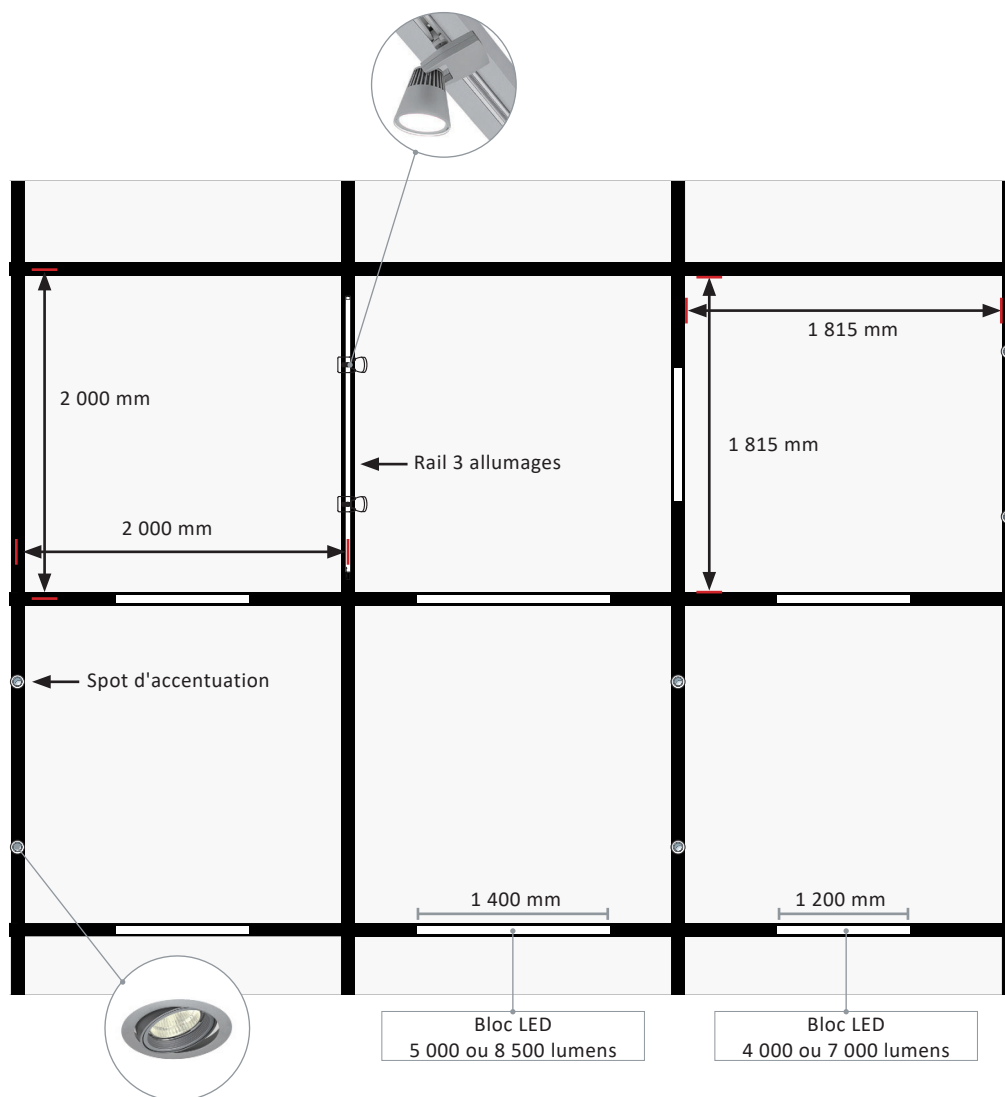 1 815 mm
2 000 mm
1 815 mm
Rail 3 allumages
2 000 mm
Spot d'accentuation
1 400 mm
1 200 mm
Bloc LED
5 000 ou 8 500 lumens
Bloc LED
4 000 ou 7 000 lumens